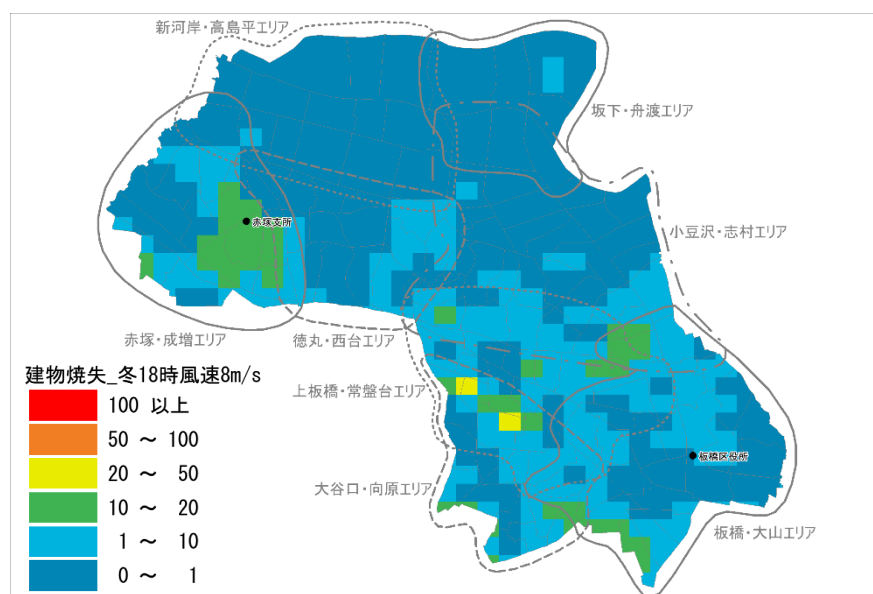 新河岸・高島平エリア
坂下・舟渡エリア
赤塚支所
小豆沢・志村エリア
赤塚・成増エリア
徳丸・西台エリア
建物焼失_冬18時風速8m/s
上板橋・常盤台エリア
100 以上
50 ～ 100
板橋区役所
20 ～ 50
大谷口・向原エリア
10 ～ 20
板橋・大山エリア
1 ～ 10
0 ～ 1